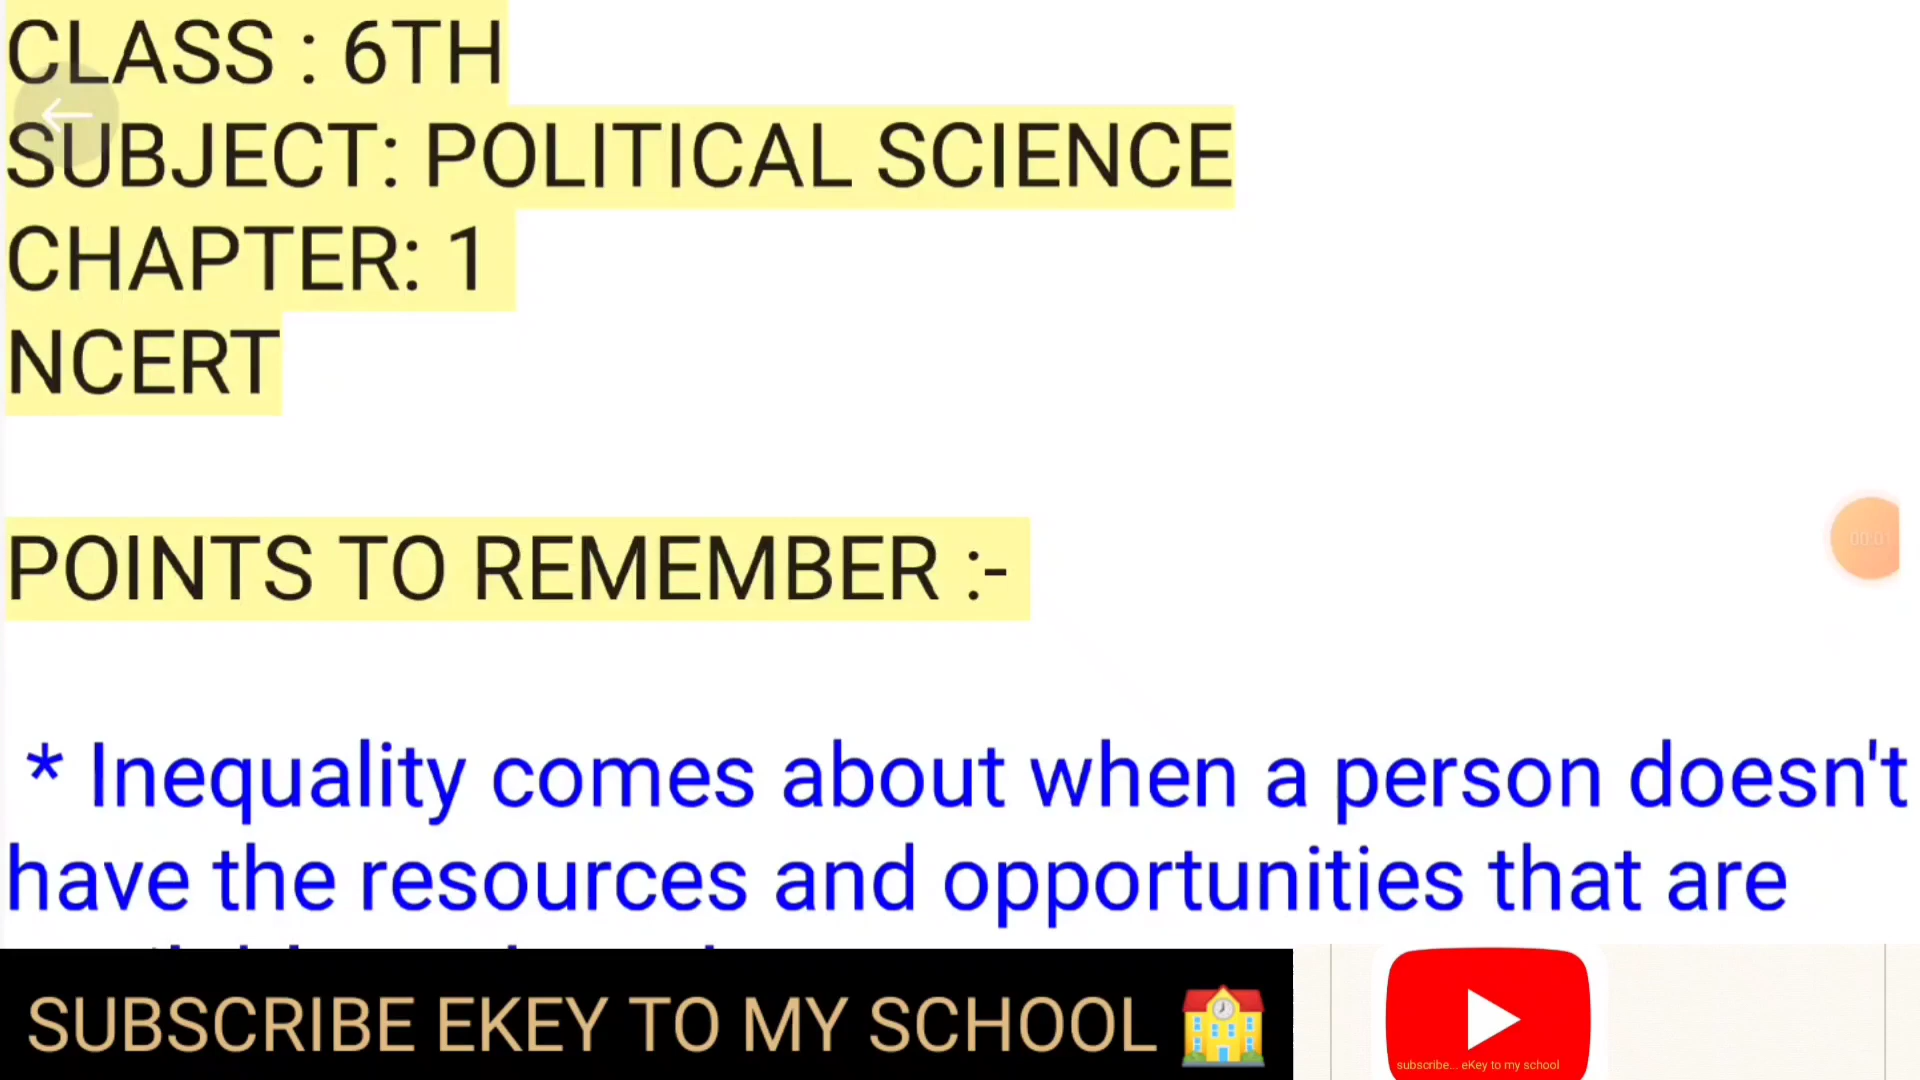 CLASS : 6TH
SUBJECT: POLITICAL SCIENCE
CHAPTER: 1
NCERT
POINTS TO REMEMBER :-
* Inequality comes about when a person doesn't
have the resources and opportunities that are
SUBSCRIBE EKEY TO MY SCHOOL
subscribe... eKey to my school